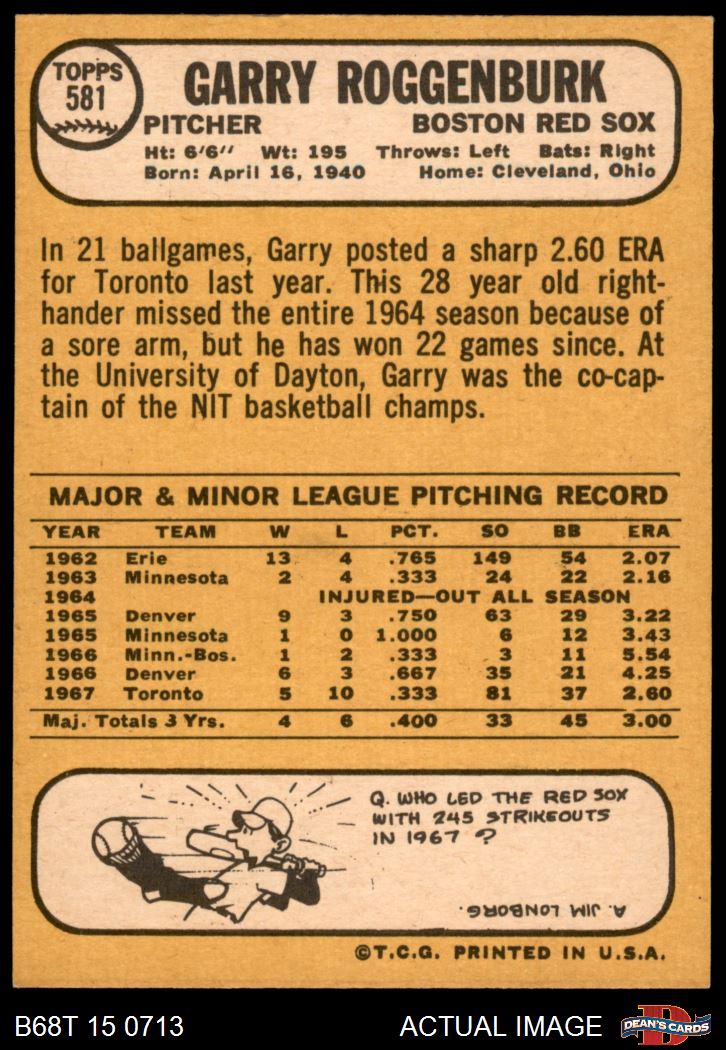 TOPPS
581
GARRY ROGGENBURK
PITCHER BOSTON RED SOX
Ht: 6'6" Wt: 195 Throws: Left Bats: Right
Born: April 16, 1940 Home: Cleveland, Ohio
In 21 ballgames, Garry posted a sharp 2.60 ERA
for Toronto last year. This 28 year old right-
hander missed the entire 1964 season because of
a sore arm, but he has won 22 games since. At
the University of Dayton, Garry was the co-cap-
tain of the NIT basketball champs.
MAJOR & MINOR LEAGUE PITCHING RECORD
YEAR TEAM W L PCT. SO BB ERA
1962 Erie 13 4 .765 149 54 2.07
1963 Minnesota 2 4 .333 24 22 2.16
1964 INJURED—OUT ALL SEASON
1965 Denver 9 3 .750 63 29 3.22
1965 Minnesota 1 0 1.000 6 12 3.43
1966 Minn.-Bos. 1 2 .333 3 11 5.54
1966 Denver 6 3 .667 35 21 4.25
1967 Toronto 5 10 .333 81 37 2.60
Maj. Totals 3 Yrs. 4 6 .400 33 45 3.00
Q. WHO LED THE RED SOX
WITH 245 STRIKEOUTS
IN 1967 ?
A. JIM LONBORG.
©T.C.G. PRINTED IN U.S.A.
B68T 15 0713 ACTUAL IMAGE
D
DEAN'S CARDS